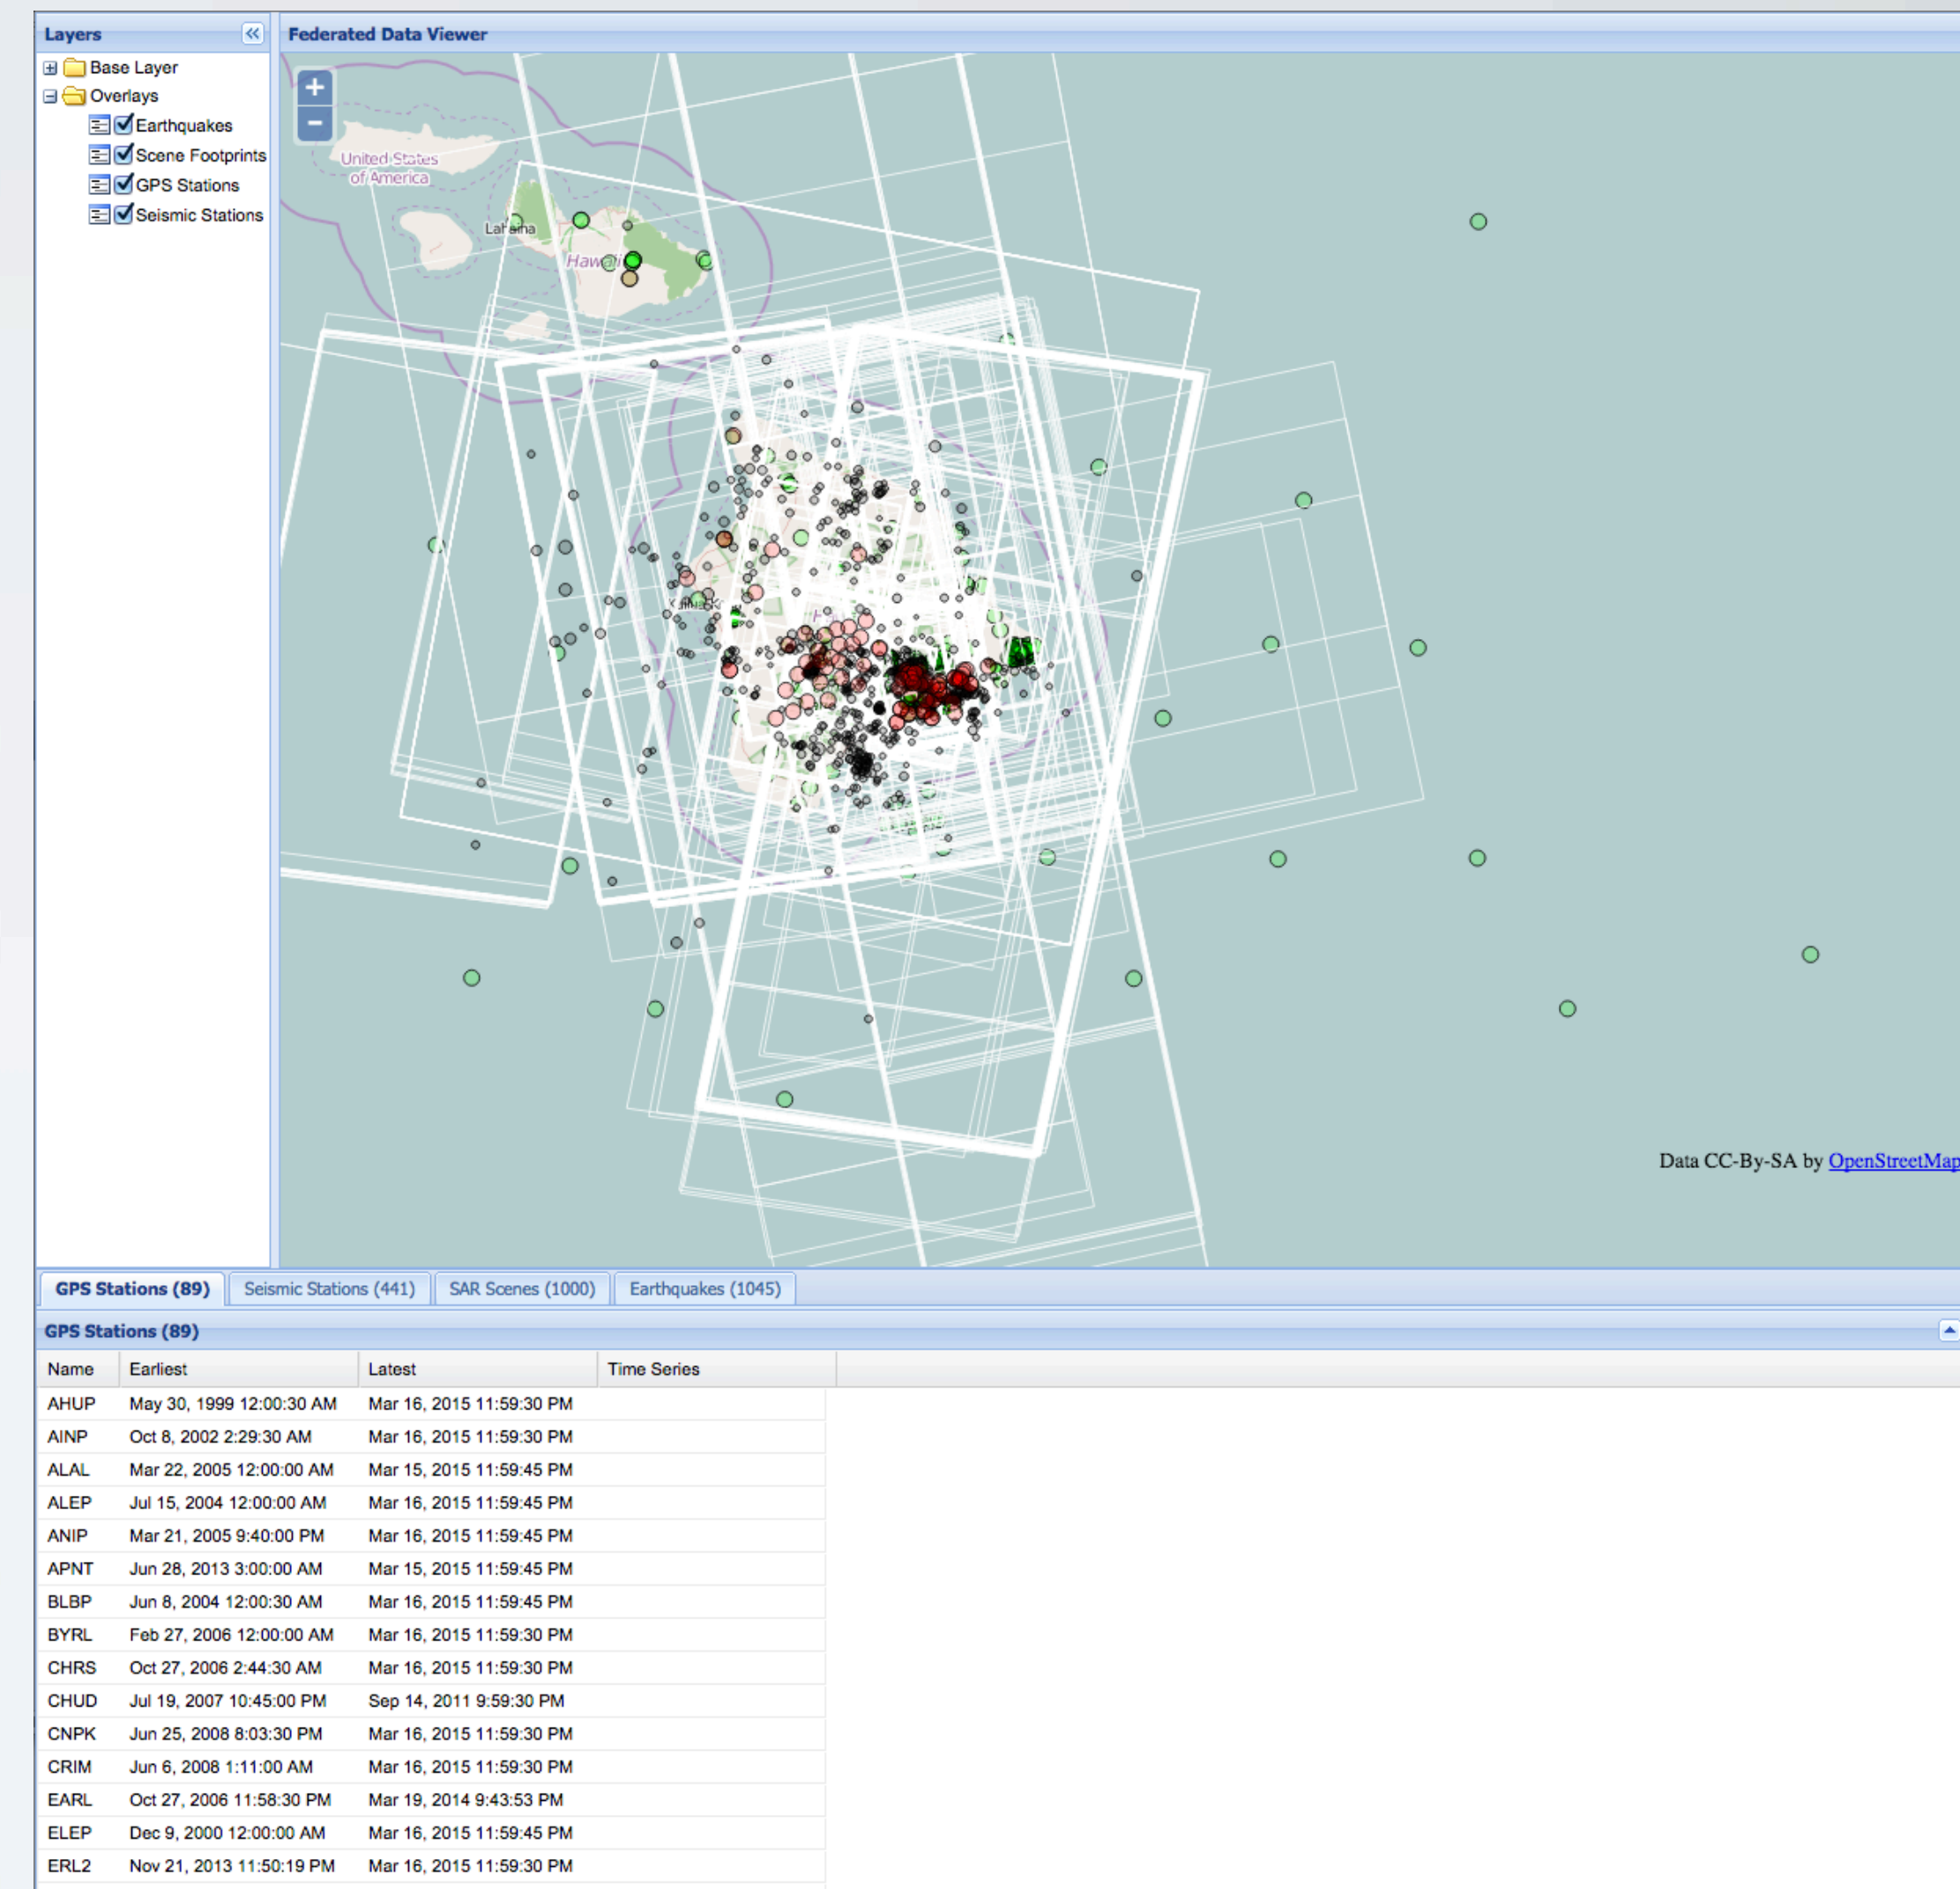 Layers
Federated Data Viewer
Base Layer
Overlays
Earthquakes
Scene Footprints
GPS Stations
Seismic Stations
+
−
United States
of America
Lahaina
Hawaii
Data CC-By-SA by OpenStreetMap
GPS Stations (89) Seismic Stations (441) SAR Scenes (1000) Earthquakes (1045)
GPS Stations (89)
Name Earliest Latest Time Series
AHUP May 30, 1999 12:00:30 AM Mar 16, 2015 11:59:30 PM
AINP Oct 8, 2002 2:29:30 AM Mar 16, 2015 11:59:30 PM
ALAL Mar 22, 2005 12:00:00 AM Mar 15, 2015 11:59:45 PM
ALEP Jul 15, 2004 12:00:00 AM Mar 16, 2015 11:59:45 PM
ANIP Mar 21, 2005 9:40:00 PM Mar 16, 2015 11:59:45 PM
APNT Jun 28, 2013 3:00:00 AM Mar 15, 2015 11:59:45 PM
BLBP Jun 8, 2004 12:00:30 AM Mar 16, 2015 11:59:45 PM
BYRL Feb 27, 2006 12:00:00 AM Mar 16, 2015 11:59:30 PM
CHRS Oct 27, 2006 2:44:30 AM Mar 16, 2015 11:59:30 PM
CHUD Jul 19, 2007 10:45:00 PM Sep 14, 2011 9:59:30 PM
CNPK Jun 25, 2008 8:03:30 PM Mar 16, 2015 11:59:30 PM
CRIM Jun 6, 2008 1:11:00 AM Mar 16, 2015 11:59:30 PM
EARL Oct 27, 2006 11:58:30 PM Mar 19, 2014 9:43:53 PM
ELEP Dec 9, 2000 12:00:00 AM Mar 16, 2015 11:59:45 PM
ERL2 Nov 21, 2013 11:50:19 PM Mar 16, 2015 11:59:30 PM